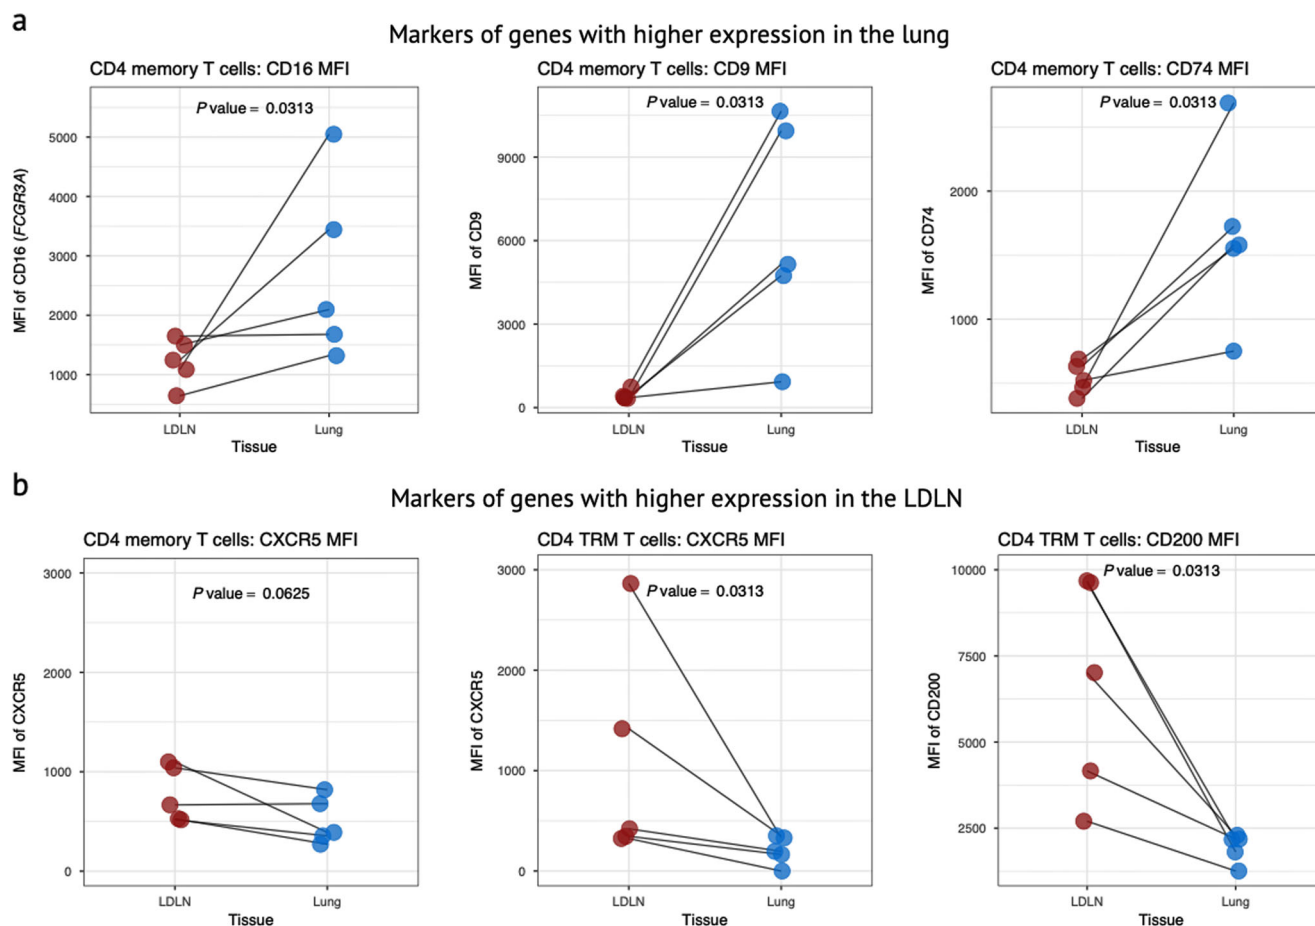 a
Markers of genes with higher expression in the lung
CD4 memory T cells: CD16 MFI
P value = 0.0313
MFI of CD16 (FCGR3A)
5000
4000
3000
2000
1000
LDLN
Lung
Tissue
CD4 memory T cells: CD9 MFI
P value = 0.0313
MFI of CD9
9000
6000
3000
0
LDLN
Lung
Tissue
CD4 memory T cells: CD74 MFI
P value = 0.0313
MFI of CD74
2000
1000
LDLN
Lung
Tissue
b
Markers of genes with higher expression in the LDLN
CD4 memory T cells: CXCR5 MFI
P value = 0.0625
MFI of CXCR5
3000
2000
1000
0
LDLN
Lung
Tissue
CD4 TRM T cells: CXCR5 MFI
P value = 0.0313
MFI of CXCR5
3000
2000
1000
0
LDLN
Lung
Tissue
CD4 TRM T cells: CD200 MFI
P value = 0.0313
MFI of CD200
10000
7500
5000
2500
LDLN
Lung
Tissue